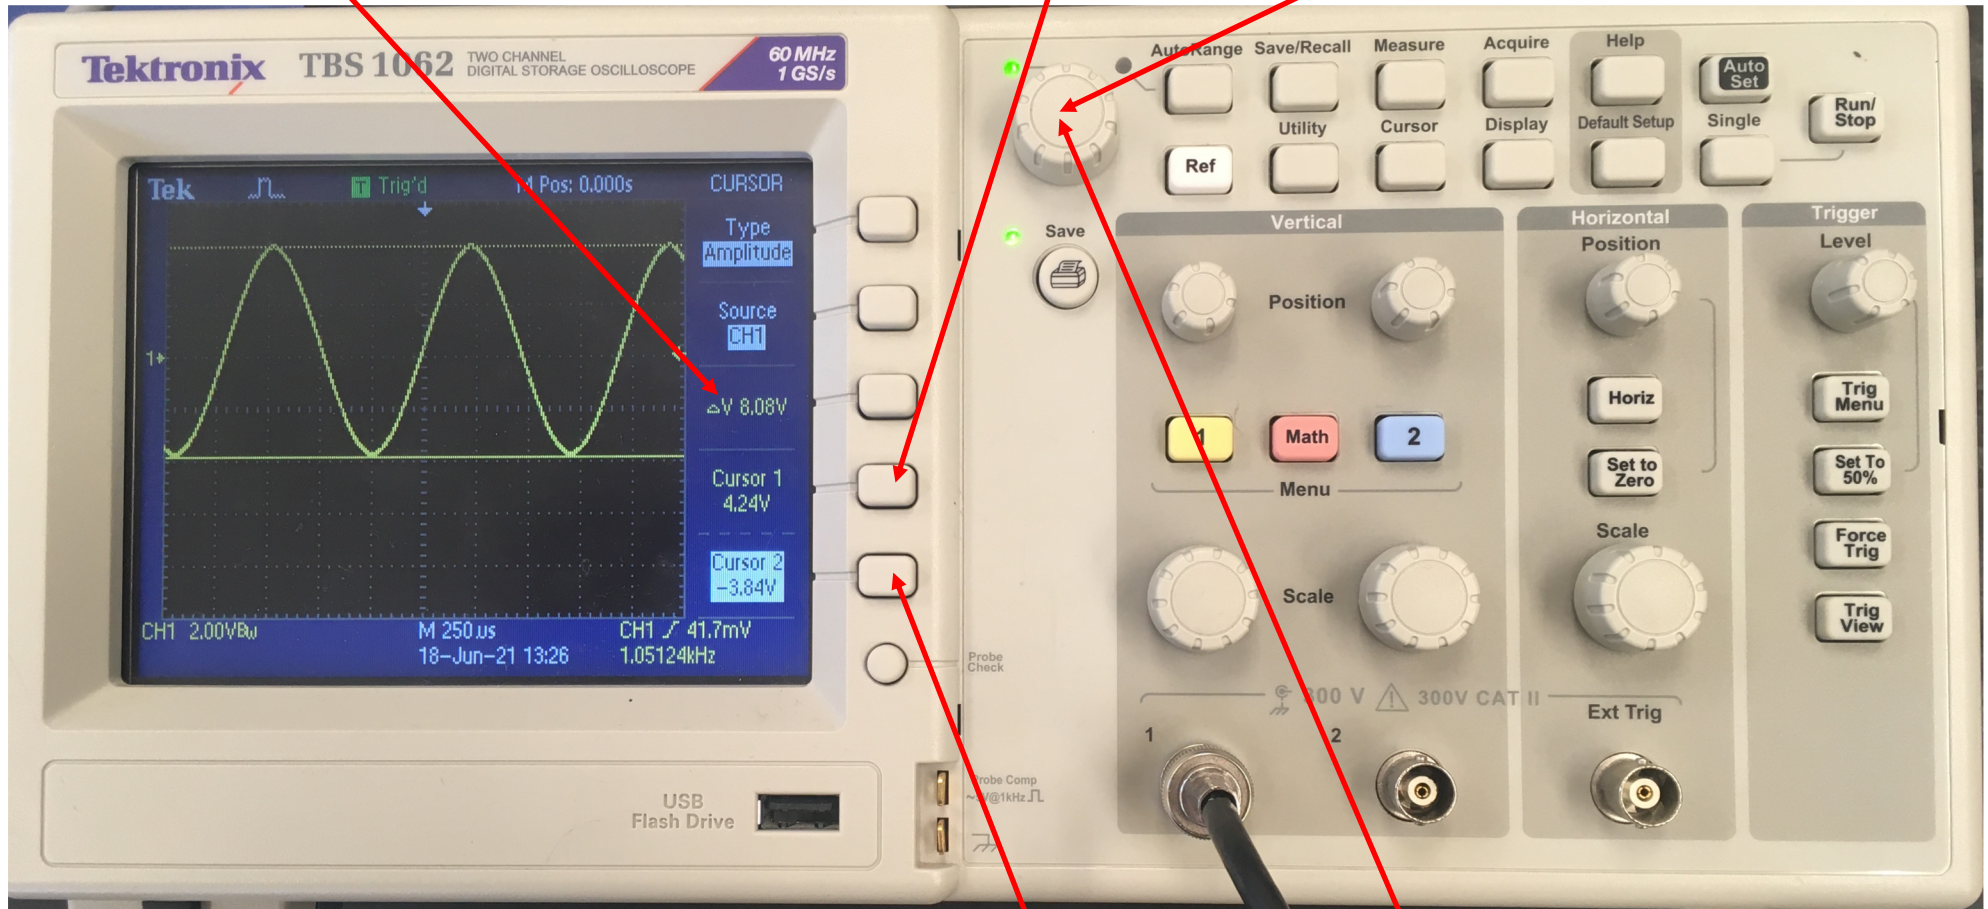 Tektronix TBS 1062 TWO CHANNEL
DIGITAL STORAGE OSCILLOSCOPE
60 MHz
1 GS/s
Tek T Trig'd M Pos: 0.000s CURSOR
Type
Amplitude
Source
CH1
1
△V 8.08V
Cursor 1
4.24V
Cursor 2
-3.84V
CH1 2.00VBW M 250µs CH1 41.7mV
18-Jun-21 13:26 1.05124kHz
USB
Flash Drive
Probe
Check
Probe Comp
~5V@1kHz
AutoRange Save/Recall Measure Acquire Help
Auto
Set
Run/
Stop
Utility Cursor Display Default Setup Single
Ref
Save
Vertical
Position
1 Math 2
Menu
Scale
Horizontal
Position
Horiz
Set to
Zero
Scale
Trigger
Level
Trig
Menu
Set To
50%
Force
Trig
Trig
View
300 V 300V CAT II
1 2 Ext Trig